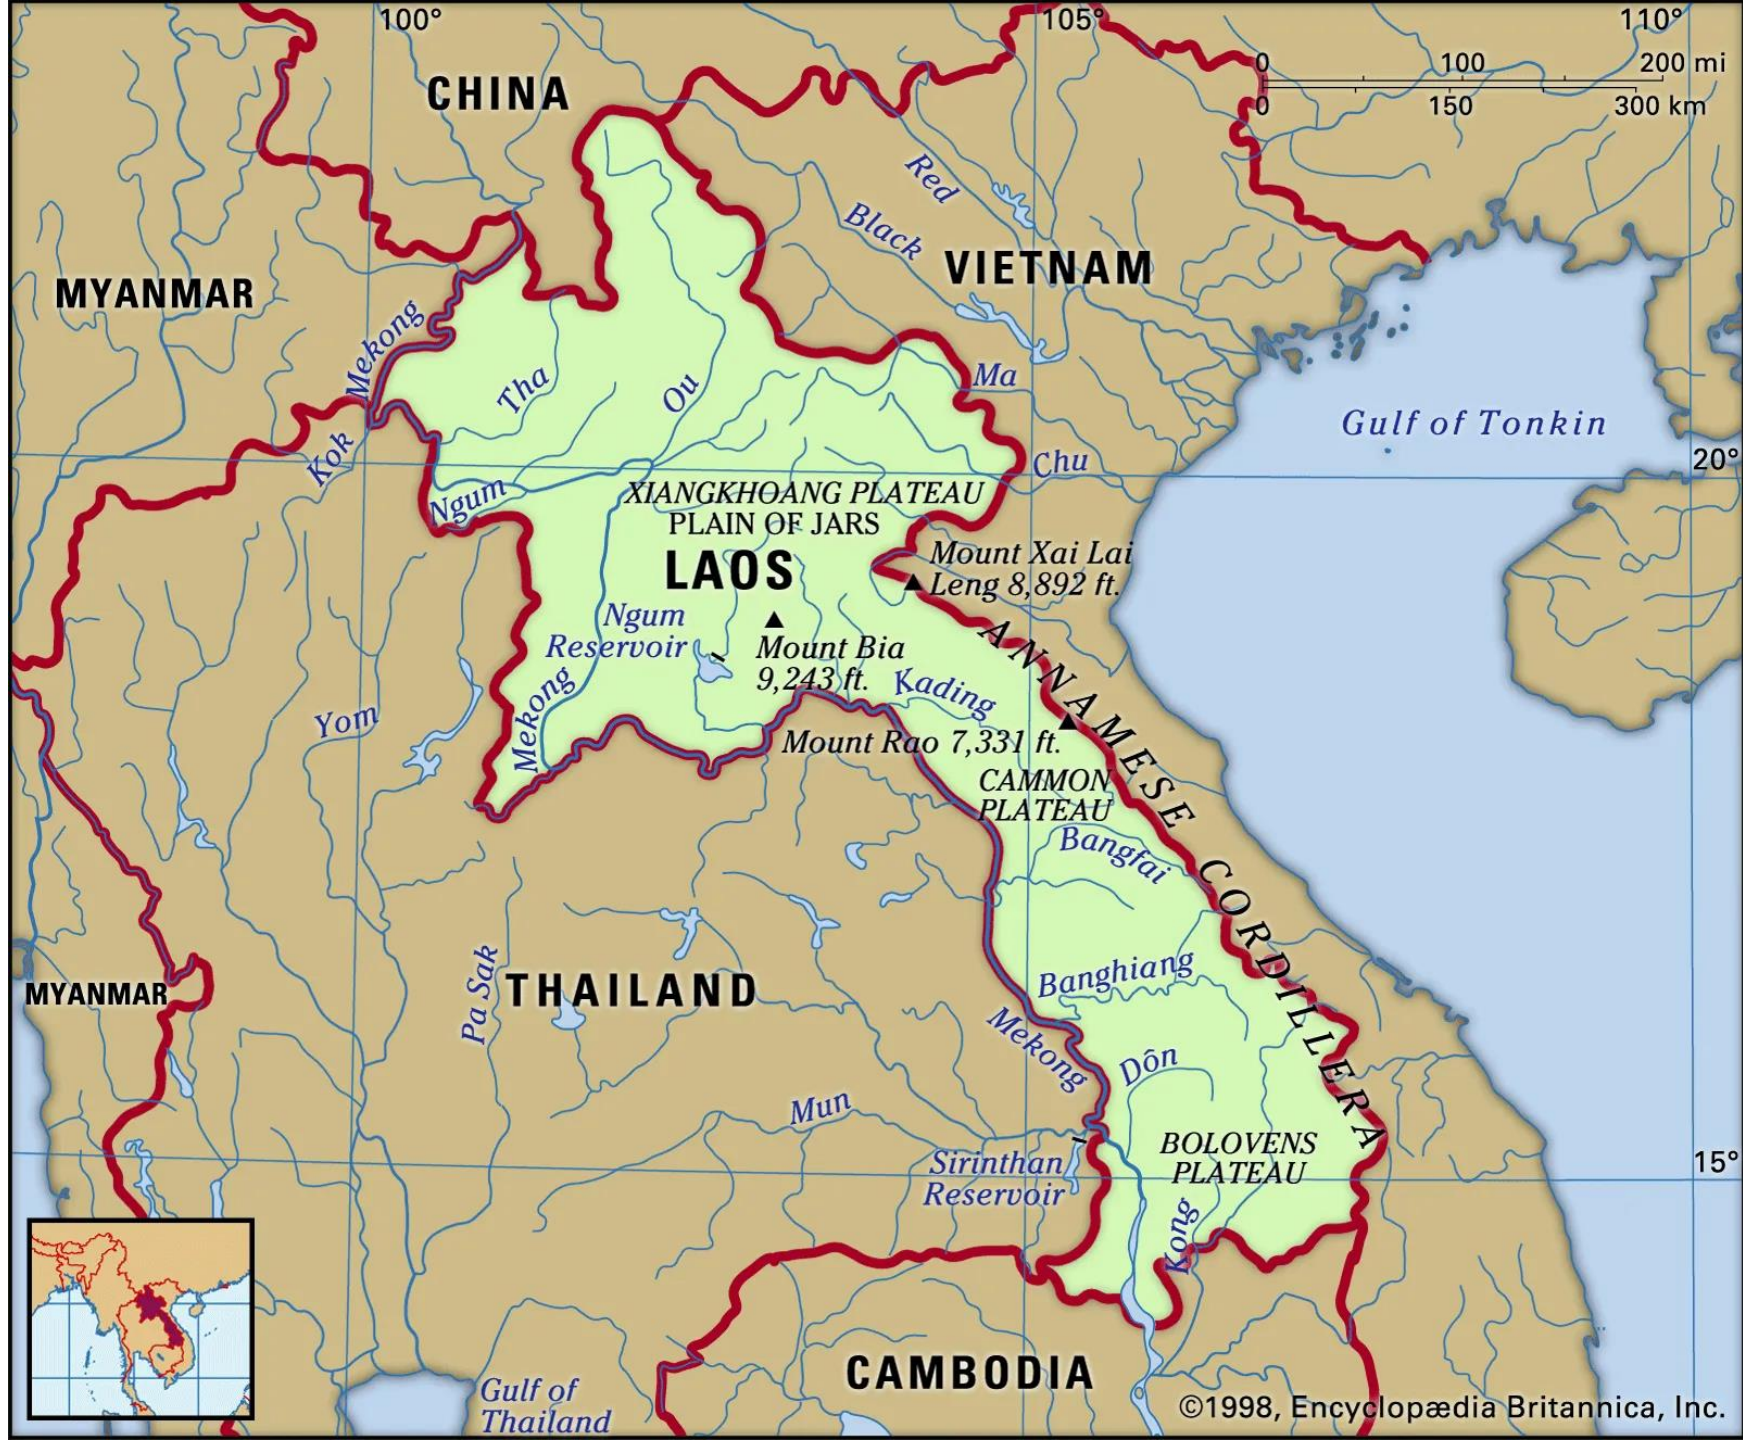 100°
105°
110°
0 100 200 mi
0 150 300 km
CHINA
Red
Black
VIETNAM
MYANMAR
Mekong
Tha
Ou
Ma
Gulf of Tonkin
Kok
Chu
20°
Ngum
XIANGKHOANG PLATEAU
PLAIN OF JARS
LAOS
Mount Xai Lai
Leng 8,892 ft.
Ngum
Reservoir
Mount Bia
9,243 ft.
ANNAMESE CORDILLERA
Kading
Mekong
Yom
Mount Rao 7,331 ft.
CAMMON
PLATEAU
Bangfai
Pa Sak
THAILAND
MYANMAR
Banghiang
Mekong
Dôn
Mun
BOLOVENS
PLATEAU
Sirinthan
Reservoir
15°
Kong
CAMBODIA
Gulf of
Thailand
©1998, Encyclopædia Britannica, Inc.